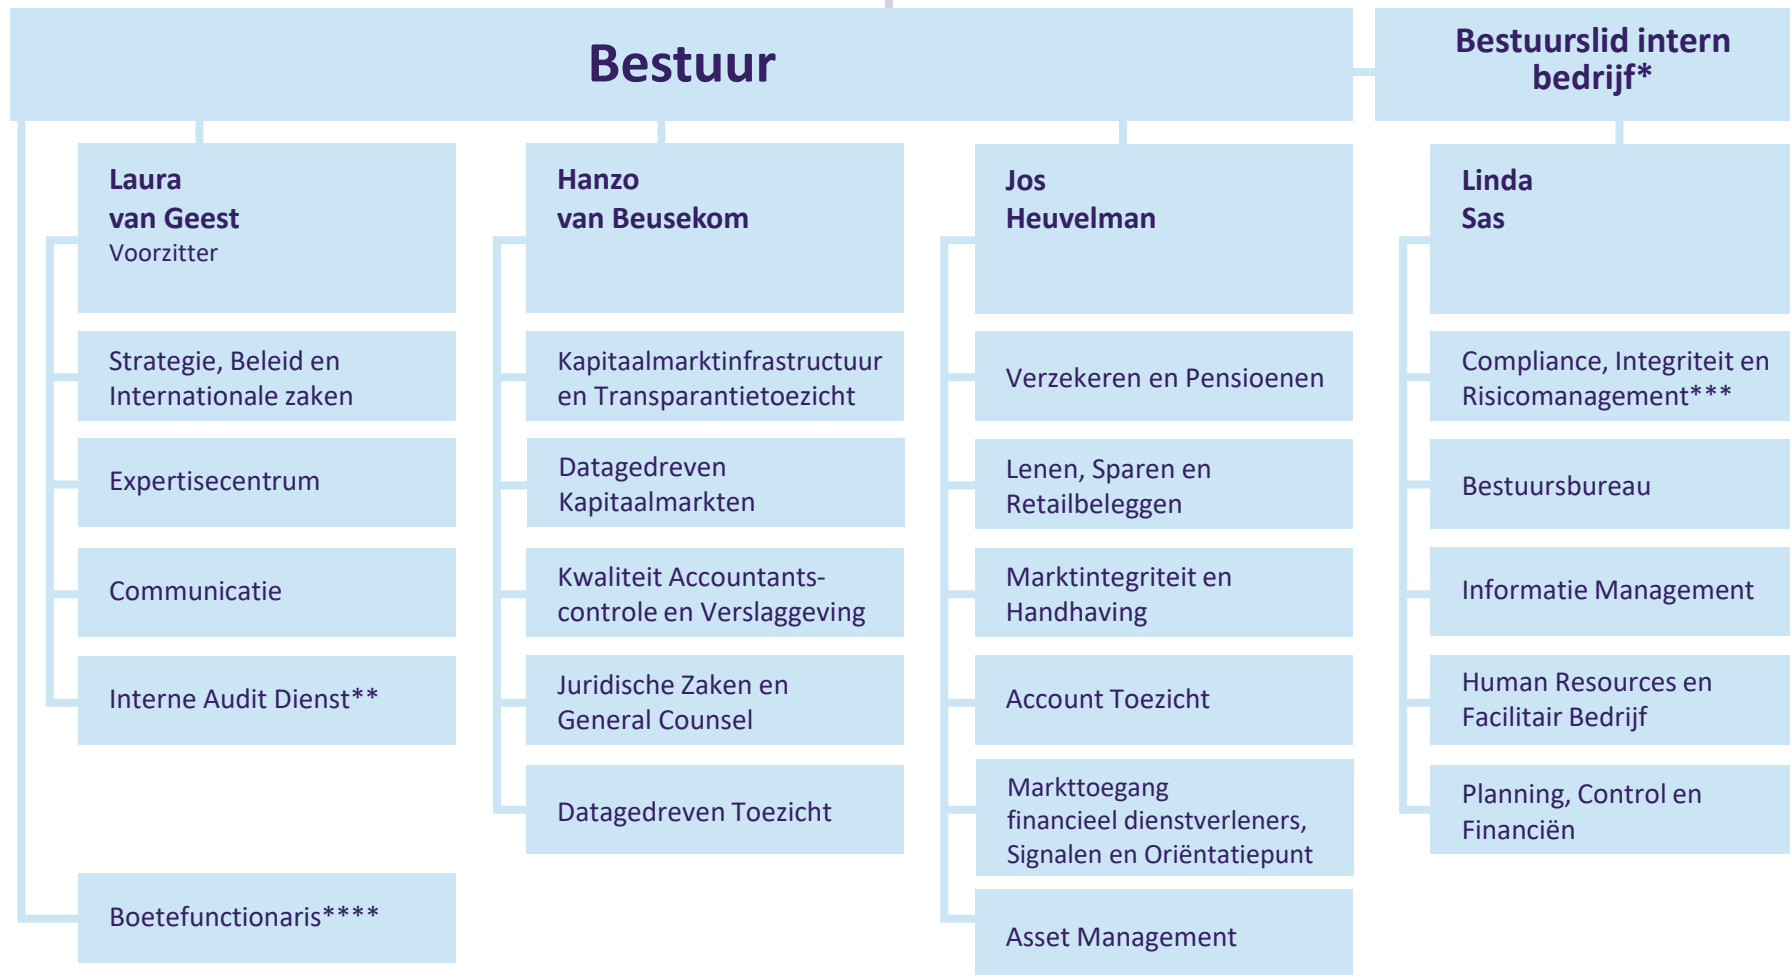 Bestuur
Bestuurslid intern
bedrijf*
Laura
van Geest
Voorzitter
Strategie, Beleid en
Internationale zaken
Expertisecentrum
Communicatie
Interne Audit Dienst**
Boetefunctionaris****
Hanzo
van Beusekom
Kapitaalmarktinfrastructuur
en Transparantietoezicht
Datagedreven
Kapitaalmarkten
Kwaliteit Accountants-
controle en Verslaggeving
Juridische Zaken en
General Counsel
Datagedreven Toezicht
Jos
Heuvelman
Verzekeren en Pensioenen
Lenen, Sparen en
Retailbeleggen
Marktintegriteit en
Handhaving
Account Toezicht
Markttoegang
financieel dienstverleners,
Signalen en Oriëntatiepunt
Asset Management
Linda
Sas
Compliance, Integriteit en
Risicomanagement***
Bestuursbureau
Informatie Management
Human Resources en
Facilitair Bedrijf
Planning, Control en
Financiën